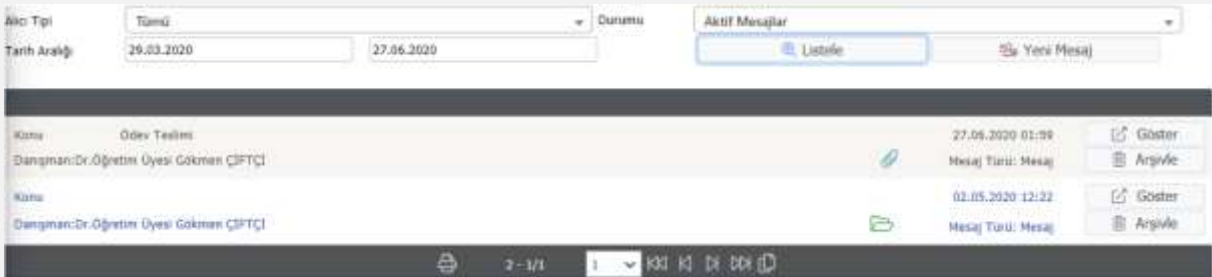 Alıcı Tipi Tümü Durumu Aktif Mesajlar
Tarih Aralığı 29.03.2020 27.06.2020 Listele Yeni Mesaj
Konu Ödev Teslimi 27.06.2020 01:59 Göster
Danışman:Dr.Öğretim Üyesi Gökmen ÇİFTÇİ Mesaj Türü: Mesaj Arşivle
Konu 02.05.2020 12:22 Göster
Danışman:Dr.Öğretim Üyesi Gökmen ÇİFTÇİ Mesaj Türü: Mesaj Arşivle
2 - 1/1 1